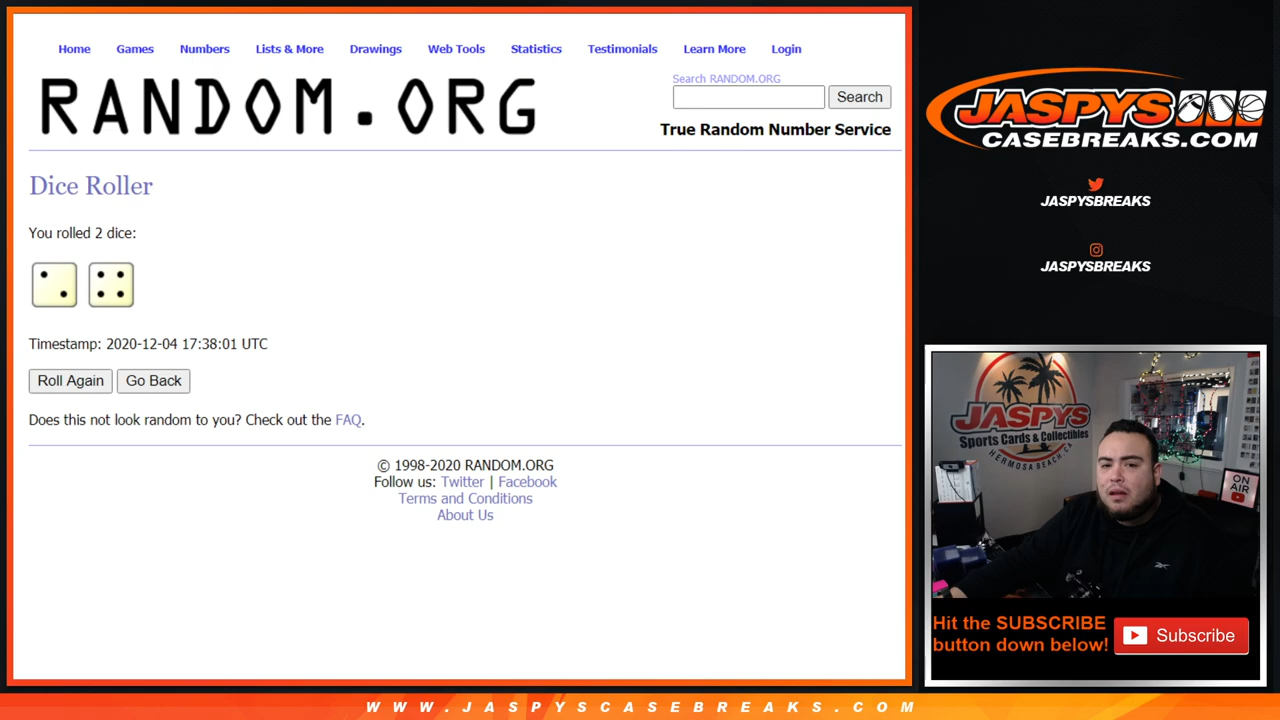 Home Games Numbers Lists & More Drawings Web Tools Statistics Testimonials Learn More Login
RANDOM.ORG
Search RANDOM.ORG
Search
True Random Number Service
Dice Roller
You rolled 2 dice:
Timestamp: 2020-12-04 17:38:01 UTC
Roll Again Go Back
Does this not look random to you? Check out the FAQ.
© 1998-2020 RANDOM.ORG
Follow us: Twitter | Facebook
Terms and Conditions
About Us
JASPYS
CASEBREAKS.COM
JASPYSBREAKS
JASPYSBREAKS
JASPYS
Sports Cards & Collectibles
HERMOSA BEACH, CA
ON
AIR
Hit the SUBSCRIBE
button down below!
Subscribe
WWW.JASPYSCASEBREAKS.COM